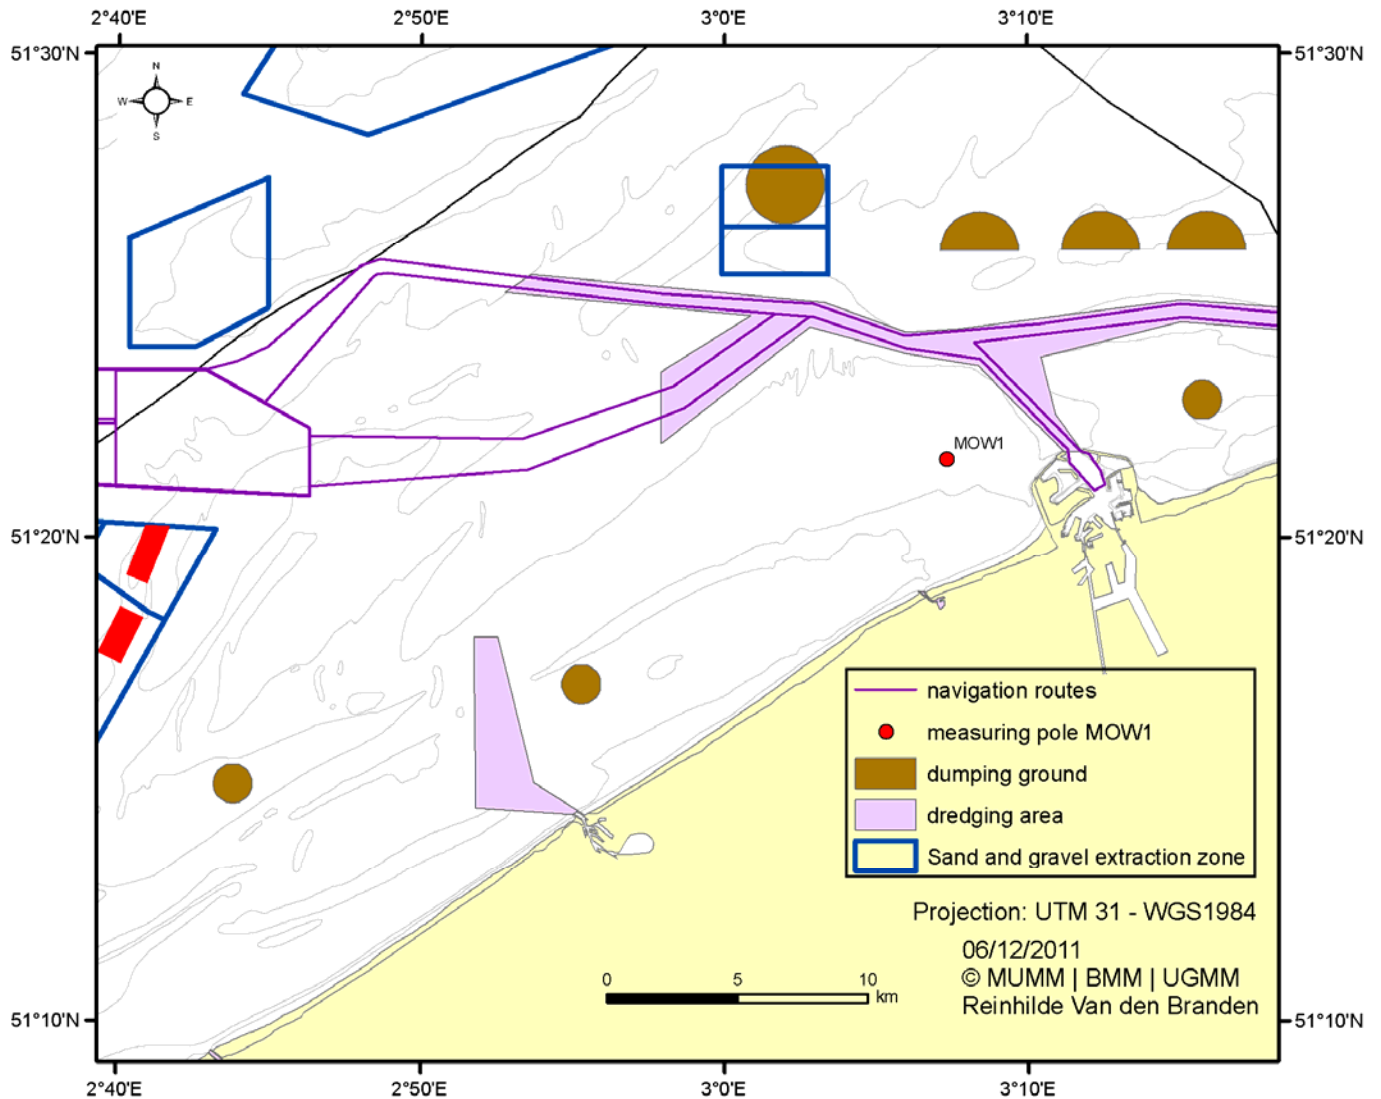 2°40'E 2°50'E 3°0'E 3°10'E
51°30'N 51°30'N
N
W E
S
MOW1
51°20'N 51°20'N
navigation routes
measuring pole MOW1
dumping ground
dredging area
Sand and gravel extraction zone
Projection: UTM 31 - WGS1984
06/12/2011
© MUMM | BMM | UGMM
Reinhilde Van den Branden
0 5 10
km
51°10'N 51°10'N
2°40'E 2°50'E 3°0'E 3°10'E